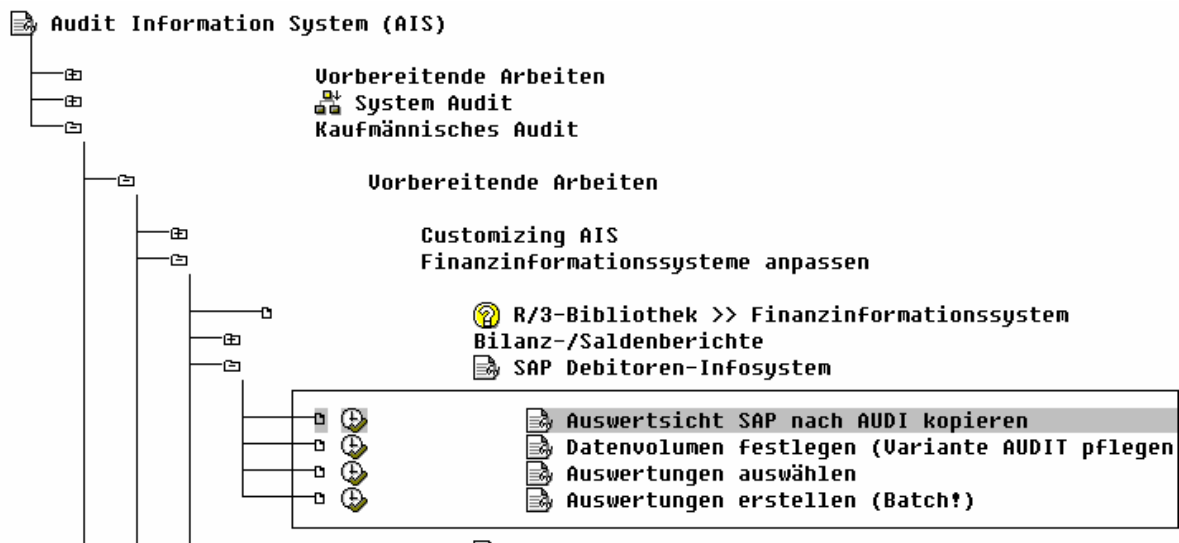 Audit Information System (AIS)
Vorbereitende Arbeiten
System Audit
Kaufmännisches Audit
Vorbereitende Arbeiten
Customizing AIS
Finanzinformationssysteme anpassen
R/3-Bibliothek >> Finanzinformationssystem
Bilanz-/Saldenberichte
SAP Debitoren-Infosystem
Auswertsicht SAP nach AUDI kopieren
Datenvolumen festlegen (Variante AUDIT pflegen
Auswertungen auswählen
Auswertungen erstellen (Batch!)